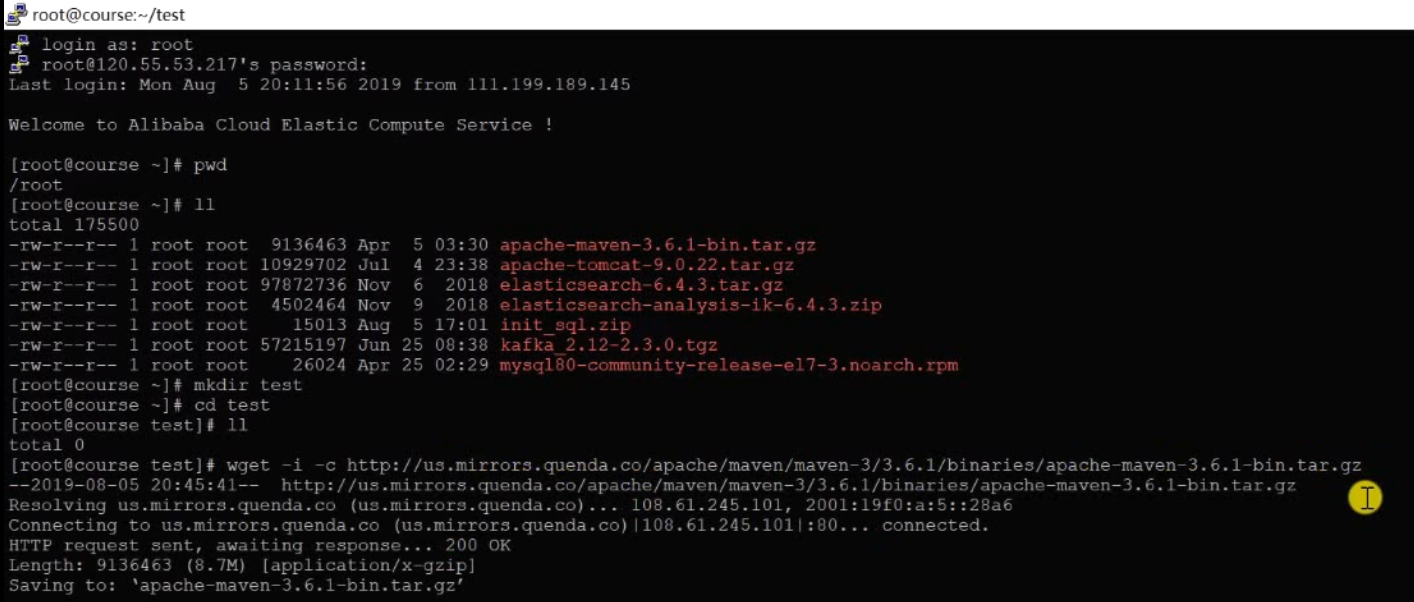 root@course:~/test
login as: root
root@120.55.53.217's password:
Last login: Mon Aug  5 20:11:56 2019 from 111.199.189.145
Welcome to Alibaba Cloud Elastic Compute Service !
[root@course ~]# pwd
/root
[root@course ~]# ll
total 175500
-rw-r--r-- 1 root root  9136463 Apr  5 03:30 apache-maven-3.6.1-bin.tar.gz
-rw-r--r-- 1 root root 10929702 Jul  4 23:38 apache-tomcat-9.0.22.tar.gz
-rw-r--r-- 1 root root 97872736 Nov  6  2018 elasticsearch-6.4.3.tar.gz
-rw-r--r-- 1 root root  4502464 Nov  9  2018 elasticsearch-analysis-ik-6.4.3.zip
-rw-r--r-- 1 root root    15013 Aug  5 17:01 init_sql.zip
-rw-r--r-- 1 root root 57215197 Jun 25 08:38 kafka_2.12-2.3.0.tgz
-rw-r--r-- 1 root root    26024 Apr 25 02:29 mysql80-community-release-el7-3.noarch.rpm
[root@course ~]# mkdir test
[root@course ~]# cd test
[root@course test]# ll
total 0
[root@course test]# wget -i -c http://us.mirrors.quenda.co/apache/maven/maven-3/3.6.1/binaries/apache-maven-3.6.1-bin.tar.gz
--2019-08-05 20:45:41--  http://us.mirrors.quenda.co/apache/maven/maven-3/3.6.1/binaries/apache-maven-3.6.1-bin.tar.gz
Resolving us.mirrors.quenda.co (us.mirrors.quenda.co)... 108.61.245.101, 2001:19f0:a:5::28a6
Connecting to us.mirrors.quenda.co (us.mirrors.quenda.co)|108.61.245.101|:80... connected.
HTTP request sent, awaiting response... 200 OK
Length: 9136463 (8.7M) [application/x-gzip]
Saving to: ‘apache-maven-3.6.1-bin.tar.gz’